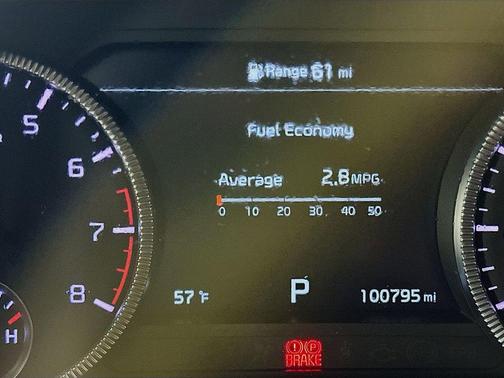 Range 61 mi
Fuel Economy
Average 2.8 MPG
0 10 20 30 40 50
5
6
7
8
H
57 °F P 100795 mi
(!) (P)
BRAKE